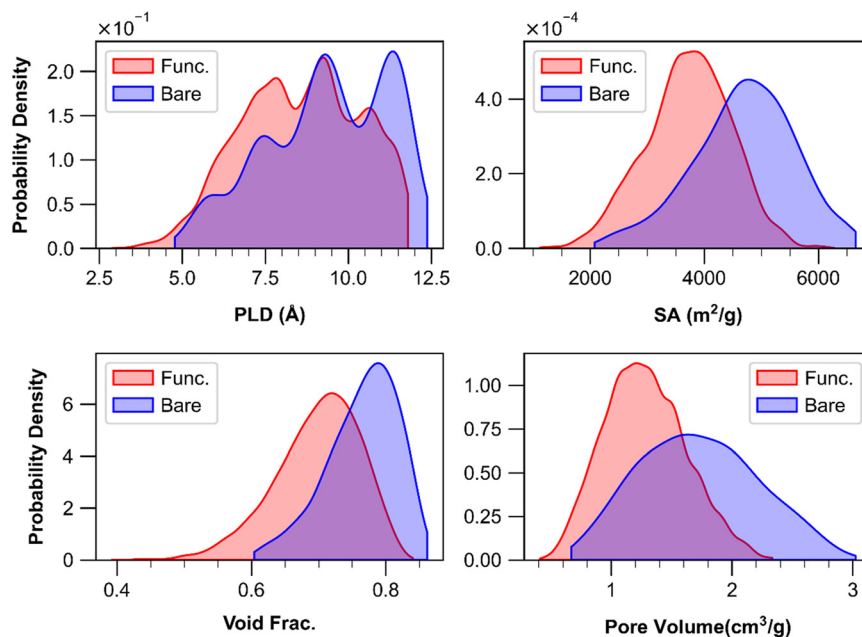 ×10⁻¹
Func.
Bare
Probability Density
2.0
1.5
1.0
0.5
0.0
2.5 5.0 7.5 10.0 12.5
PLD (Å)
×10⁻⁴
Func.
Bare
4.0
2.0
0.0
2000 4000 6000
SA (m²/g)
Func.
Bare
Probability Density
6
4
2
0
0.4 0.6 0.8
Void Frac.
Func.
Bare
1.00
0.75
0.50
0.25
0.00
1 2 3
Pore Volume(cm³/g)